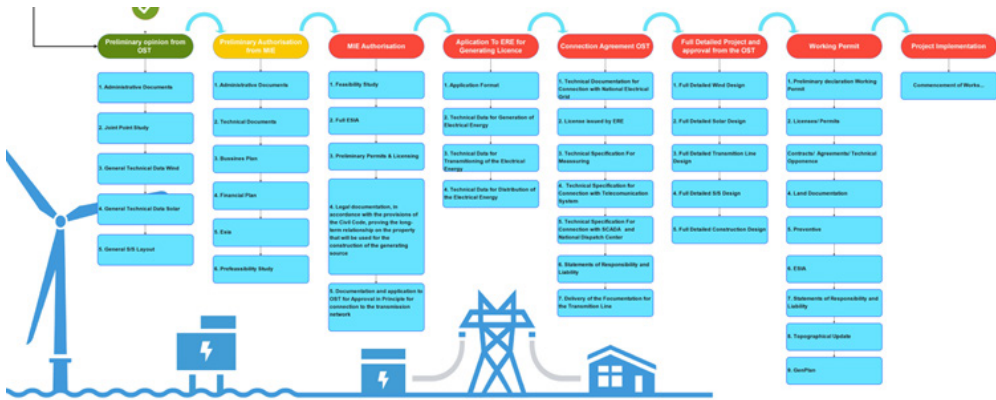 Preliminary opinion from
OST
1. Administrative Documents
2. Joint Point Study
3. General Technical Data Wind
4. General Technical Data Solar
5. General S/S Layout
Preliminary Authorisation
from MIE
1. Administrative Documents
2. Technical Documents
3. Bussines Plan
4. Financial Plan
5. Esia
6. Prefeusibility Study
MIE Authorisation
1. Feasibility Study
2. Full ESIA
3. Preliminary Permits & Licensing
4. Legal documentation, in
accordance with the provisions of
the Civil Code, proving the long-
term relationship on the property
that will be used for the
construction of the generating
source
5. Documentation and application to
OST for Approval in Principle for
connection to the transmission
network
Aplication To ERE for
Generating Licence
1. Application Format
2. Technical Data for Generation of
Electrical Energy
3. Technical Data for
Transmitioning of the Electrical
Energy
4. Technical Data for Distribution of
the Electrical Energy
Connection Agreement OST
1. Technical Documentation for
Connection with National Electrical
Grid
2. License issued by ERE
3. Technical Specification For
Meassuring
4. Technical Specification for
Connection with Telecomunication
System
5. Technical Specification For
Connection with SCADA and
National Dispatch Center
6. Statements of Responsibility and
Liability
7. Delivery of the Focumentation for
the Transmition Line
Full Detailed Project and
approval from the OST
1. Full Detailed Wind Design
2. Full Detailed Solar Design
3. Full Detailed Transmition Line
Design
4. Full Detailed S/S Design
5. Full Detailed Construction Design
Working Permit
1. Preliminary declaration Working
Permit
2. Licenses/ Permits
Contracts/ Agreements/ Technical
Opponence
4. Land Documentation
5. Preventive
6. ESIA
7. Statements of Responsibility and
Liability
8. Topographical Update
9. GenPlan
Project Implementation
Commencement of Works...